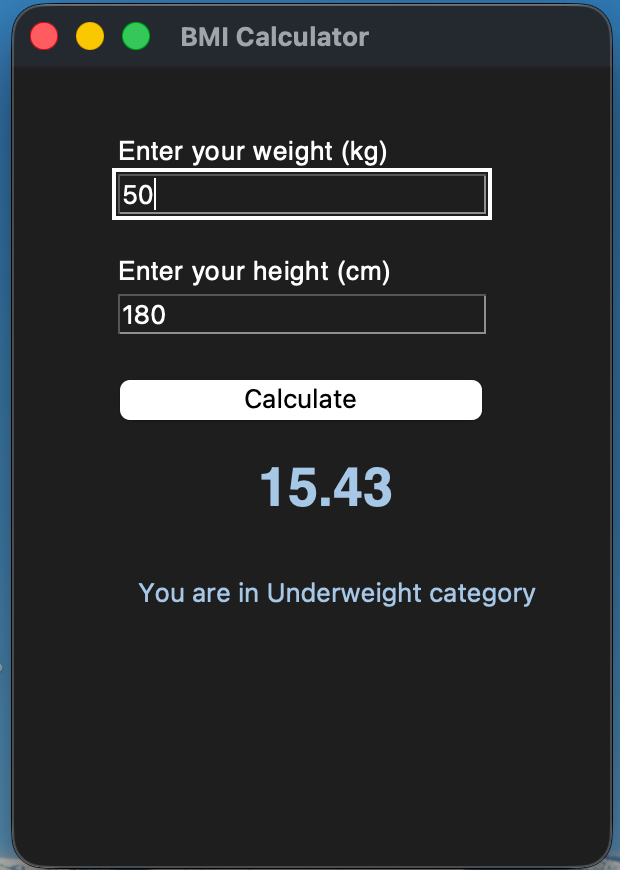 BMI Calculator
Enter your weight (kg)
50
Enter your height (cm)
180
Calculate
15.43
You are in Underweight category